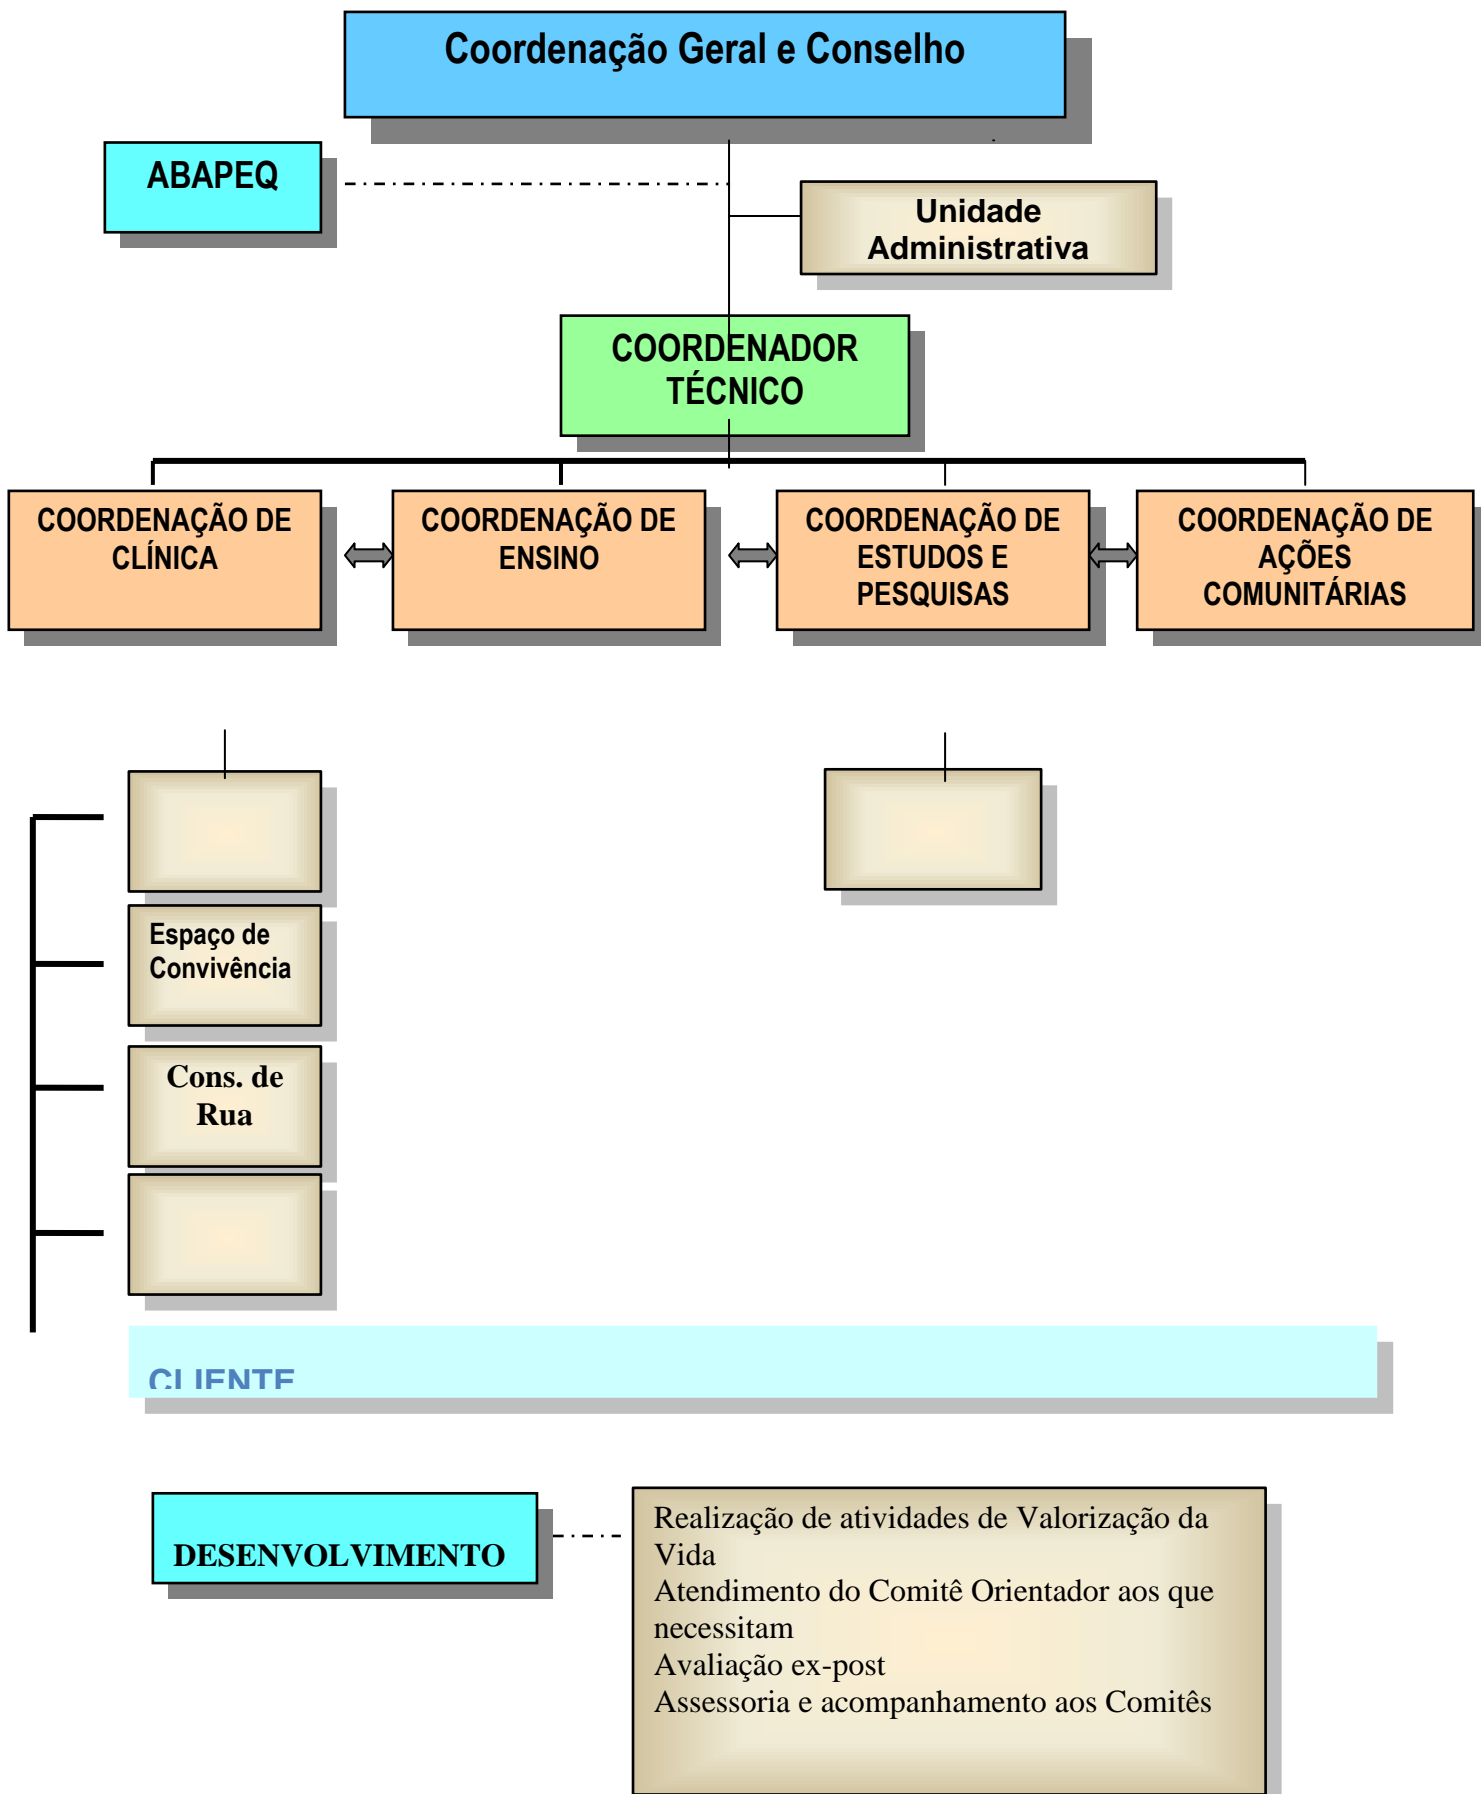 Coordenação Geral e Conselho
ABAPEQ
Unidade
Administrativa
COORDENADOR
TÉCNICO
COORDENAÇÃO DE
CLÍNICA
COORDENAÇÃO DE
ENSINO
COORDENAÇÃO DE
ESTUDOS E
PESQUISAS
COORDENAÇÃO DE
AÇÕES
COMUNITÁRIAS
Espaço de
Convivência
Cons. de
Rua
CLIENTE
DESENVOLVIMENTO
Realização de atividades de Valorização da
Vida
Atendimento do Comitê Orientador aos que
necessitam
Avaliação ex-post
Assessoria e acompanhamento aos Comitês